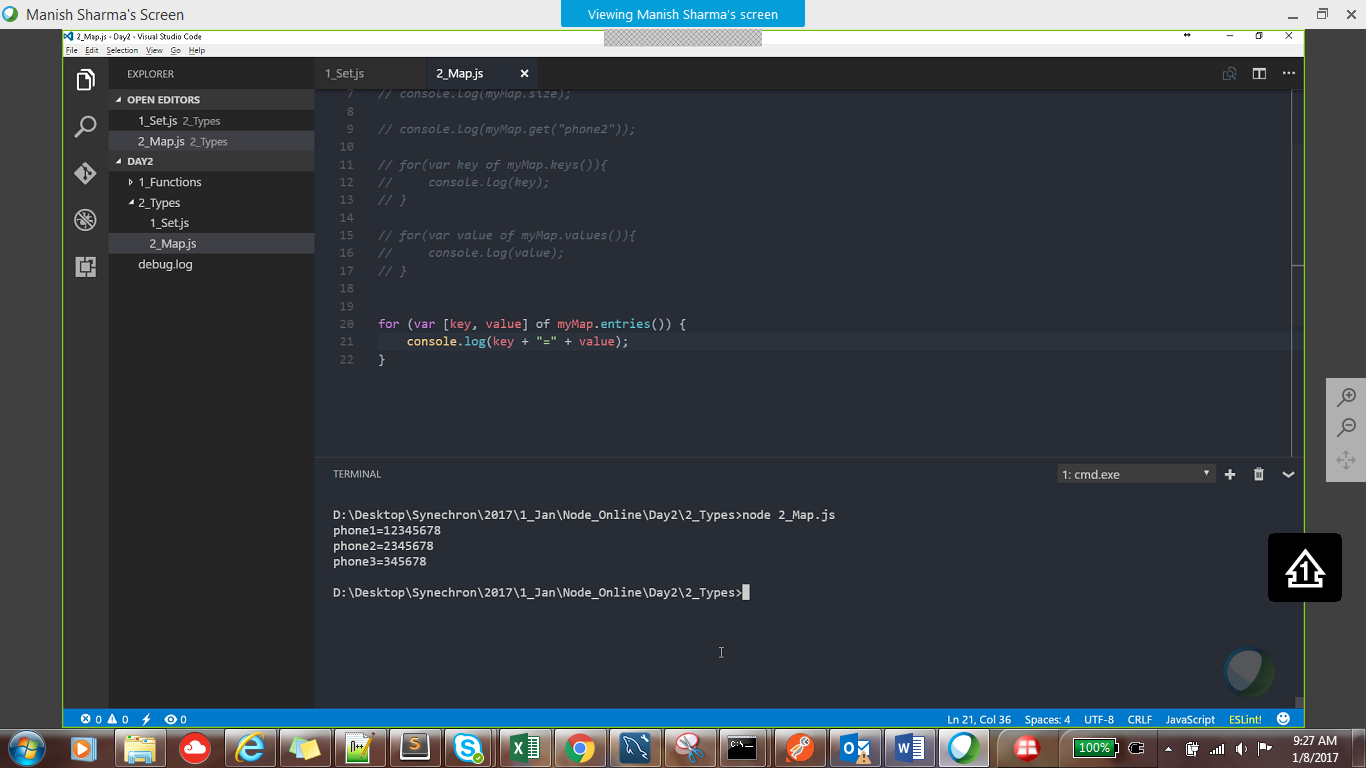 Manish Sharma's Screen
Viewing Manish Sharma's screen
2_Map.js - Day2 - Visual Studio Code
File Edit Selection View Go Help
EXPLORER
OPEN EDITORS
1_Set.js 2_Types
2_Map.js 2_Types
DAY2
1_Functions
2_Types
1_Set.js
2_Map.js
debug.log
1_Set.js 2_Map.js
7 // console.log(myMap.size);
8
9 // console.log(myMap.get("phone2"));
10
11 // for(var key of myMap.keys()){
12 //     console.log(key);
13 // }
14
15 // for(var value of myMap.values()){
16 //     console.log(value);
17 // }
18
19
20 for (var [key, value] of myMap.entries()) {
21     console.log(key + "=" + value);
22 }
TERMINAL
1: cmd.exe
D:\Desktop\Synechron\2017\1_Jan\Node_Online\Day2\2_Types>node 2_Map.js
phone1=12345678
phone2=2345678
phone3=345678
D:\Desktop\Synechron\2017\1_Jan\Node_Online\Day2\2_Types>
1
0 0 0
Ln 21, Col 36 Spaces: 4 UTF-8 CRLF JavaScript ESLint!
100%
9:27 AM
1/8/2017